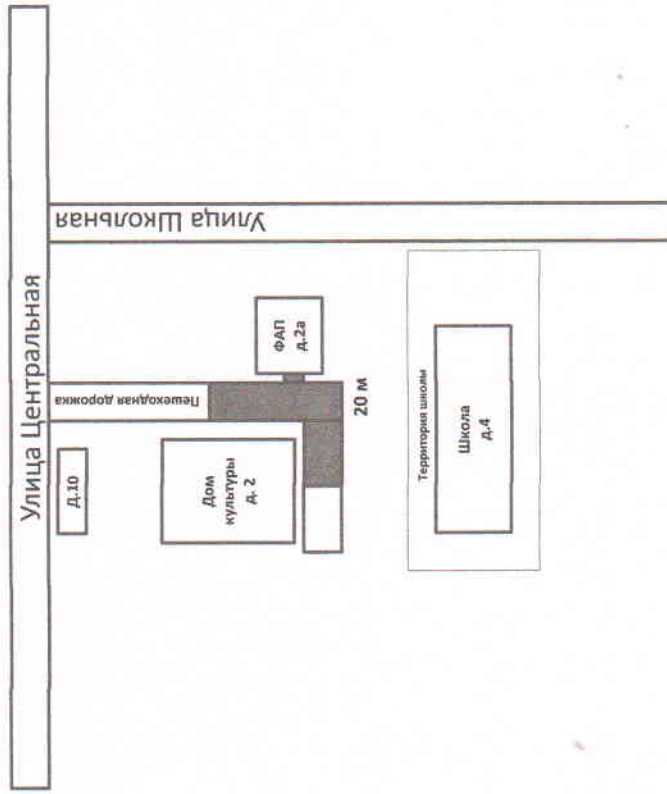 Улица Центральная
Улица Школьная
Д.10
Пешеходная дорожка
ФАП
д.2а
Дом
культуры
д. 2
20 м
Территория школы
Школа
д.4